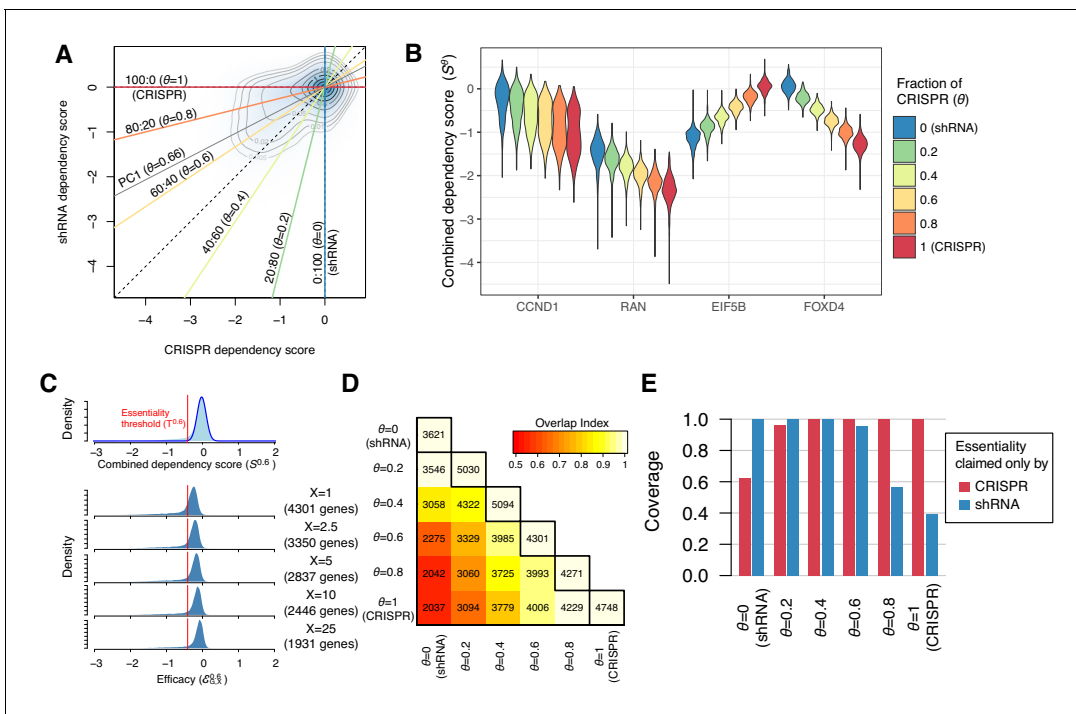 A
100:0 (θ=1)
(CRISPR)
80:20 (θ=0.8)
PC1 (θ=0.66)
60:40 (θ=0.6)
40:60 (θ=0.4)
20:80 (θ=0.2)
0:100 (θ=0)
(shRNA)
0
−1
−2
−3
−4
shRNA dependency score
−4 −3 −2 −1 0
CRISPR dependency score
B
Combined dependency score (S^θ)
2
0
−2
−4
CCND1 RAN EIF5B FOXD4
Fraction of
CRISPR (θ)
0 (shRNA)
0.2
0.4
0.6
0.8
1 (CRISPR)
C
Density
Essentiality
threshold (T^0.6)
−3 −2 −1 0 1 2
Combined dependency score (S^0.6)
Density
X=1
(4301 genes)
X=2.5
(3350 genes)
X=5
(2837 genes)
X=10
(2446 genes)
X=25
(1931 genes)
−3 −2 −1 0 1 2
D
Overlap Index
0.5 0.6 0.7 0.8 0.9 1
θ=0
(shRNA)
3621
θ=0.2 3546 5030
θ=0.4 3058 4322 5094
θ=0.6 2275 3329 3985 4301
θ=0.8 2042 3060 3725 3993 4271
θ=1
(CRISPR)
2037 3094 3779 4006 4229 4748
θ=0
(shRNA)
θ=0.2
θ=0.4
θ=0.6
θ=0.8
θ=1
(CRISPR)
E
Coverage
1.0
0.8
0.6
0.4
0.2
0.0
θ=0
(shRNA)
θ=0.2
θ=0.4
θ=0.6
θ=0.8
θ=1
(CRISPR)
Essentiality
claimed only by
CRISPR
shRNA